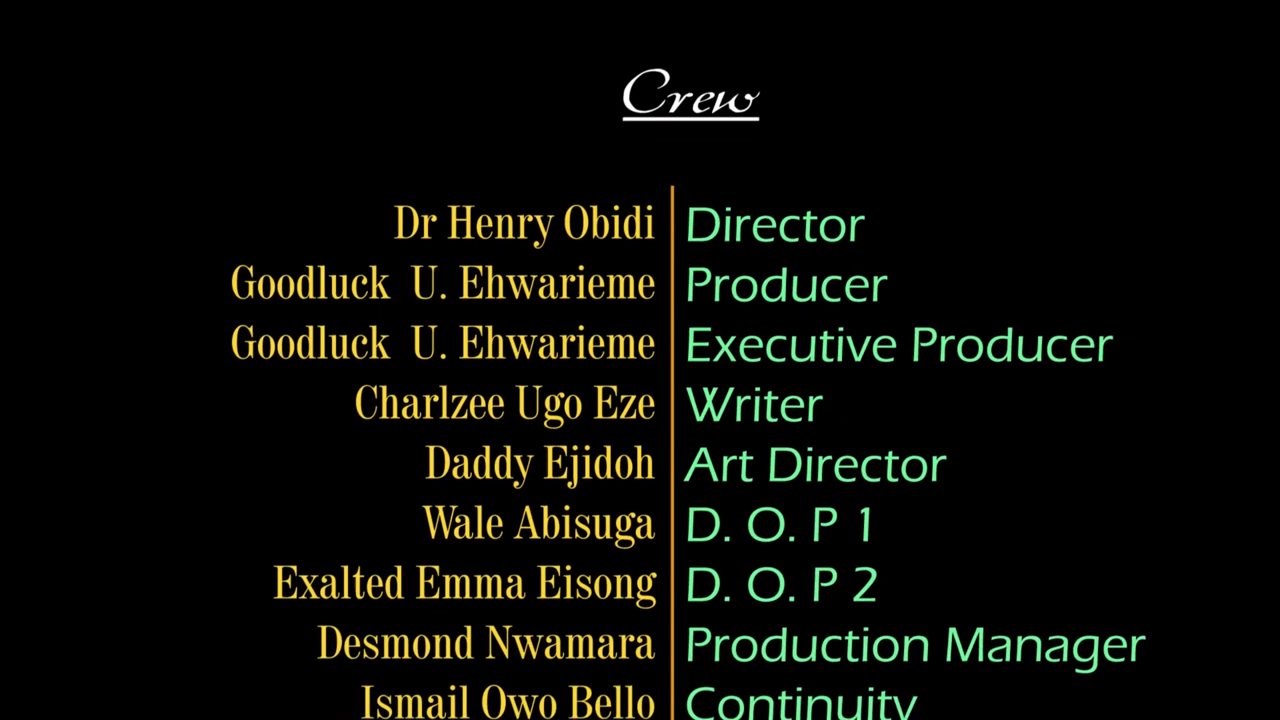 Crew
Dr Henry Obidi Director
Goodluck U. Ehwarieme Producer
Goodluck U. Ehwarieme Executive Producer
Charlzee Ugo Eze Writer
Daddy Ejidoh Art Director
Wale Abisuga D. O. P 1
Exalted Emma Eisong D. O. P 2
Desmond Nwamara Production Manager
Ismail Owo Bello Continuity